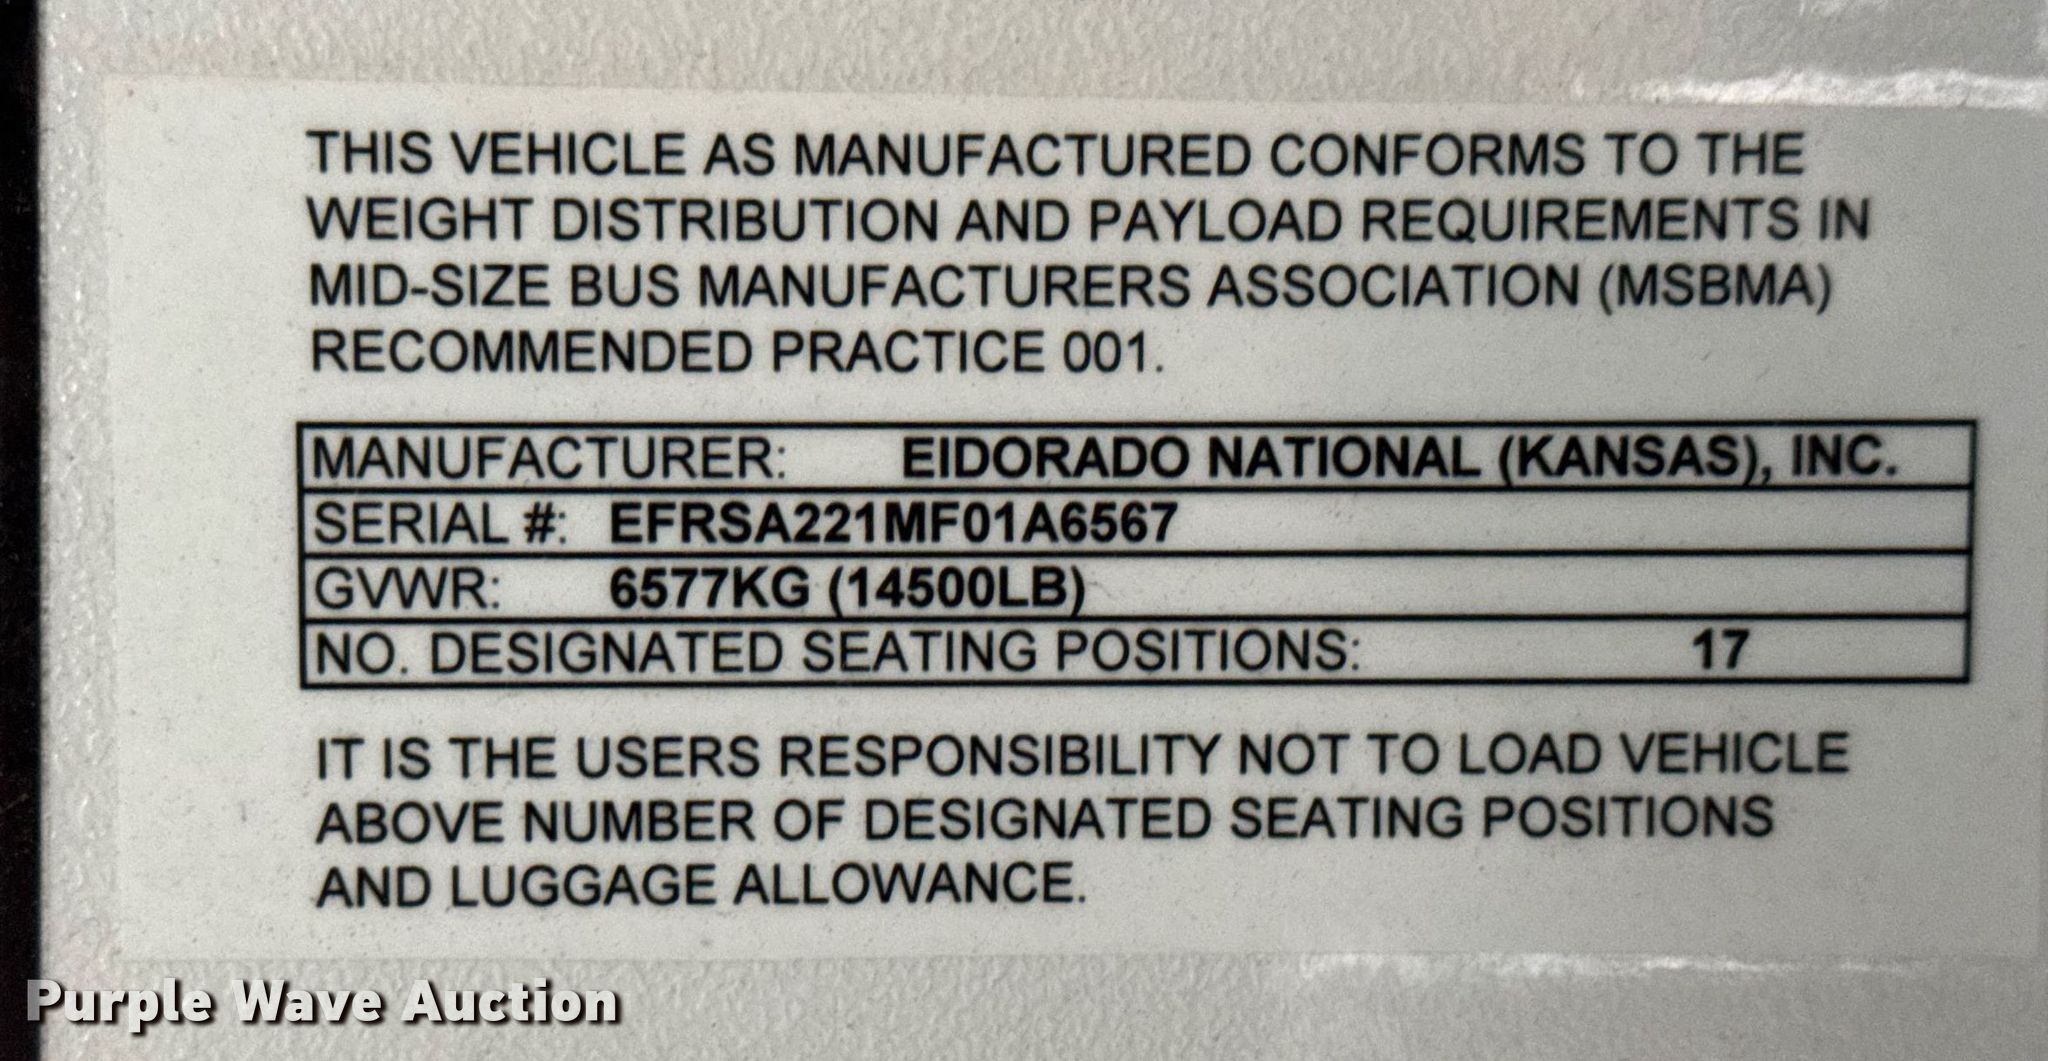 THIS VEHICLE AS MANUFACTURED CONFORMS TO THE
WEIGHT DISTRIBUTION AND PAYLOAD REQUIREMENTS IN
MID-SIZE BUS MANUFACTURERS ASSOCIATION (MSBMA)
RECOMMENDED PRACTICE 001.
MANUFACTURER: EIDORADO NATIONAL (KANSAS), INC.
SERIAL #: EFRSA221MF01A6567
GVWR: 6577KG (14500LB)
NO. DESIGNATED SEATING POSITIONS: 17
IT IS THE USERS RESPONSIBILITY NOT TO LOAD VEHICLE
ABOVE NUMBER OF DESIGNATED SEATING POSITIONS
AND LUGGAGE ALLOWANCE.
Purple Wave Auction